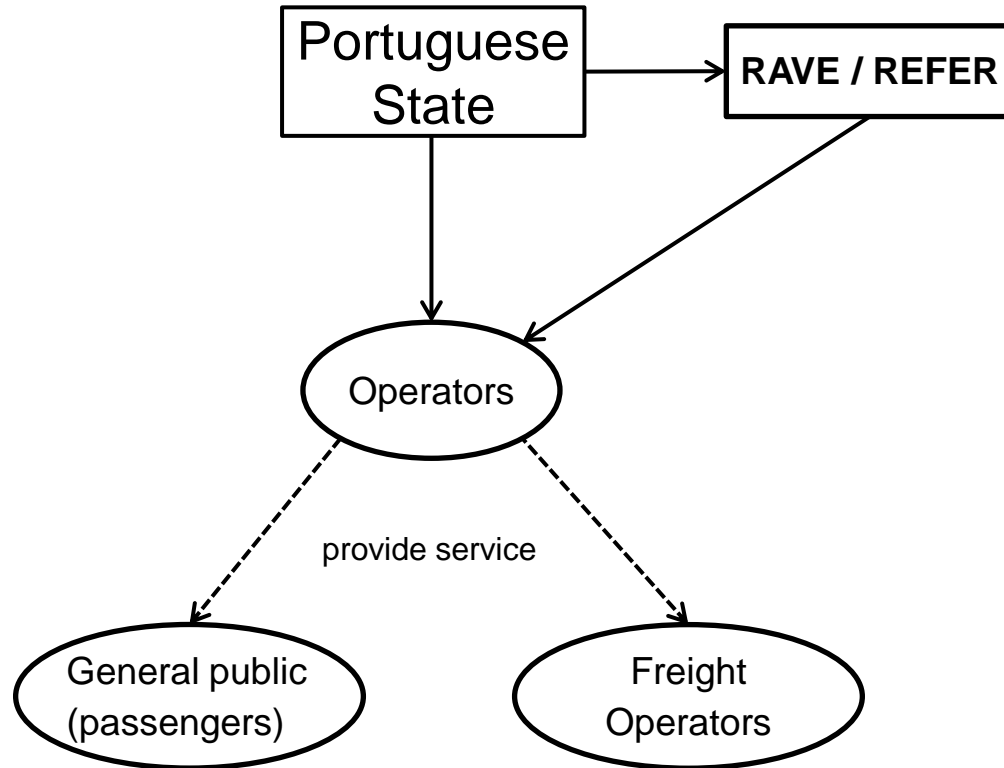 Portuguese
State
RAVE / REFER
Operators
provide service
General public
(passengers)
Freight
Operators